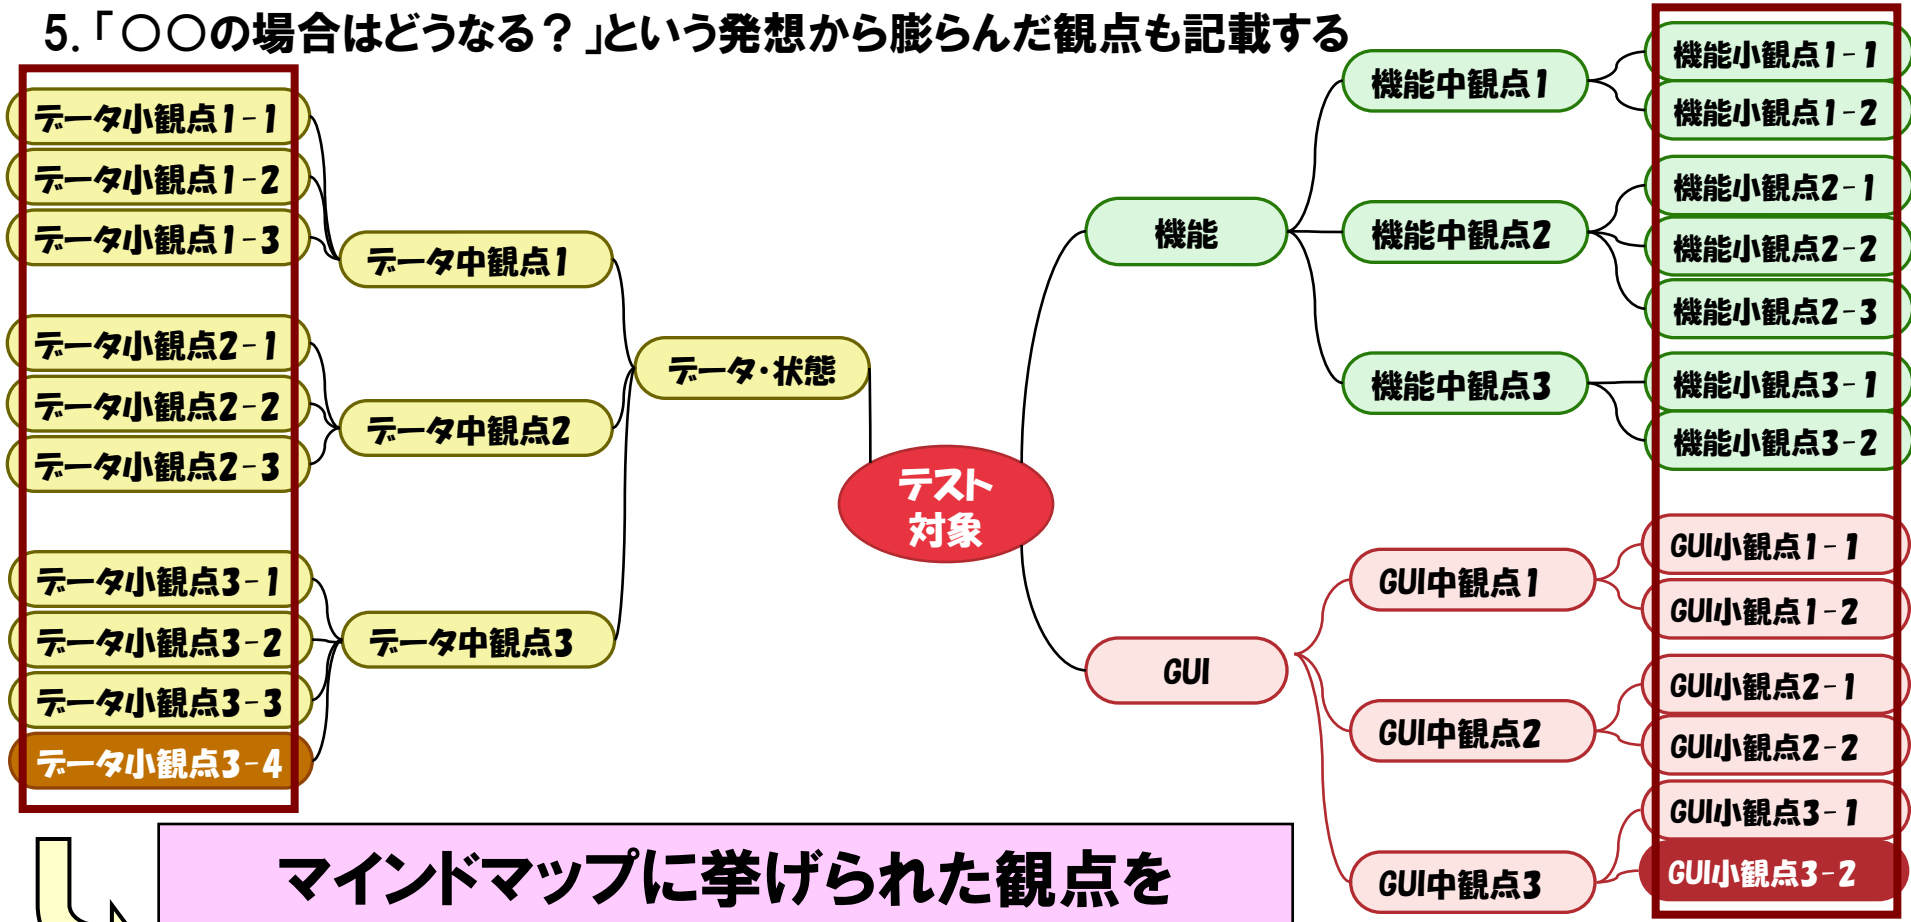 5.「○○の場合はどうなる？」という発想から膨らんだ観点も記載する
データ小観点1-1
データ小観点1-2
データ小観点1-3
データ小観点2-1
データ小観点2-2
データ小観点2-3
データ小観点3-1
データ小観点3-2
データ小観点3-3
データ小観点3-4
データ中観点1
データ中観点2
データ中観点3
データ・状態
テスト
対象
機能
GUI
機能中観点1
機能中観点2
機能中観点3
GUI中観点1
GUI中観点2
GUI中観点3
機能小観点1-1
機能小観点1-2
機能小観点2-1
機能小観点2-2
機能小観点2-3
機能小観点3-1
機能小観点3-2
GUI小観点1-1
GUI小観点1-2
GUI小観点2-1
GUI小観点2-2
GUI小観点3-1
GUI小観点3-2
マインドマップに挙げられた観点を